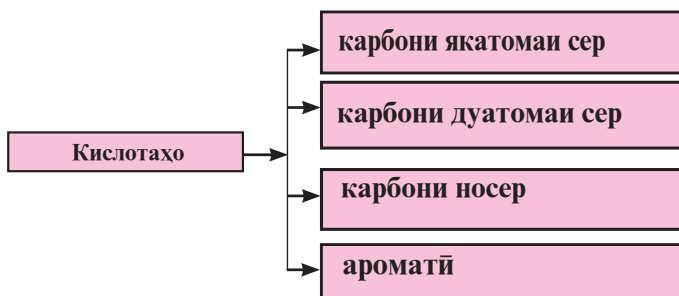 карбони якатомаи сер
карбони дуатомаи сер
Кислотаҳо
карбони носер
ароматӣ